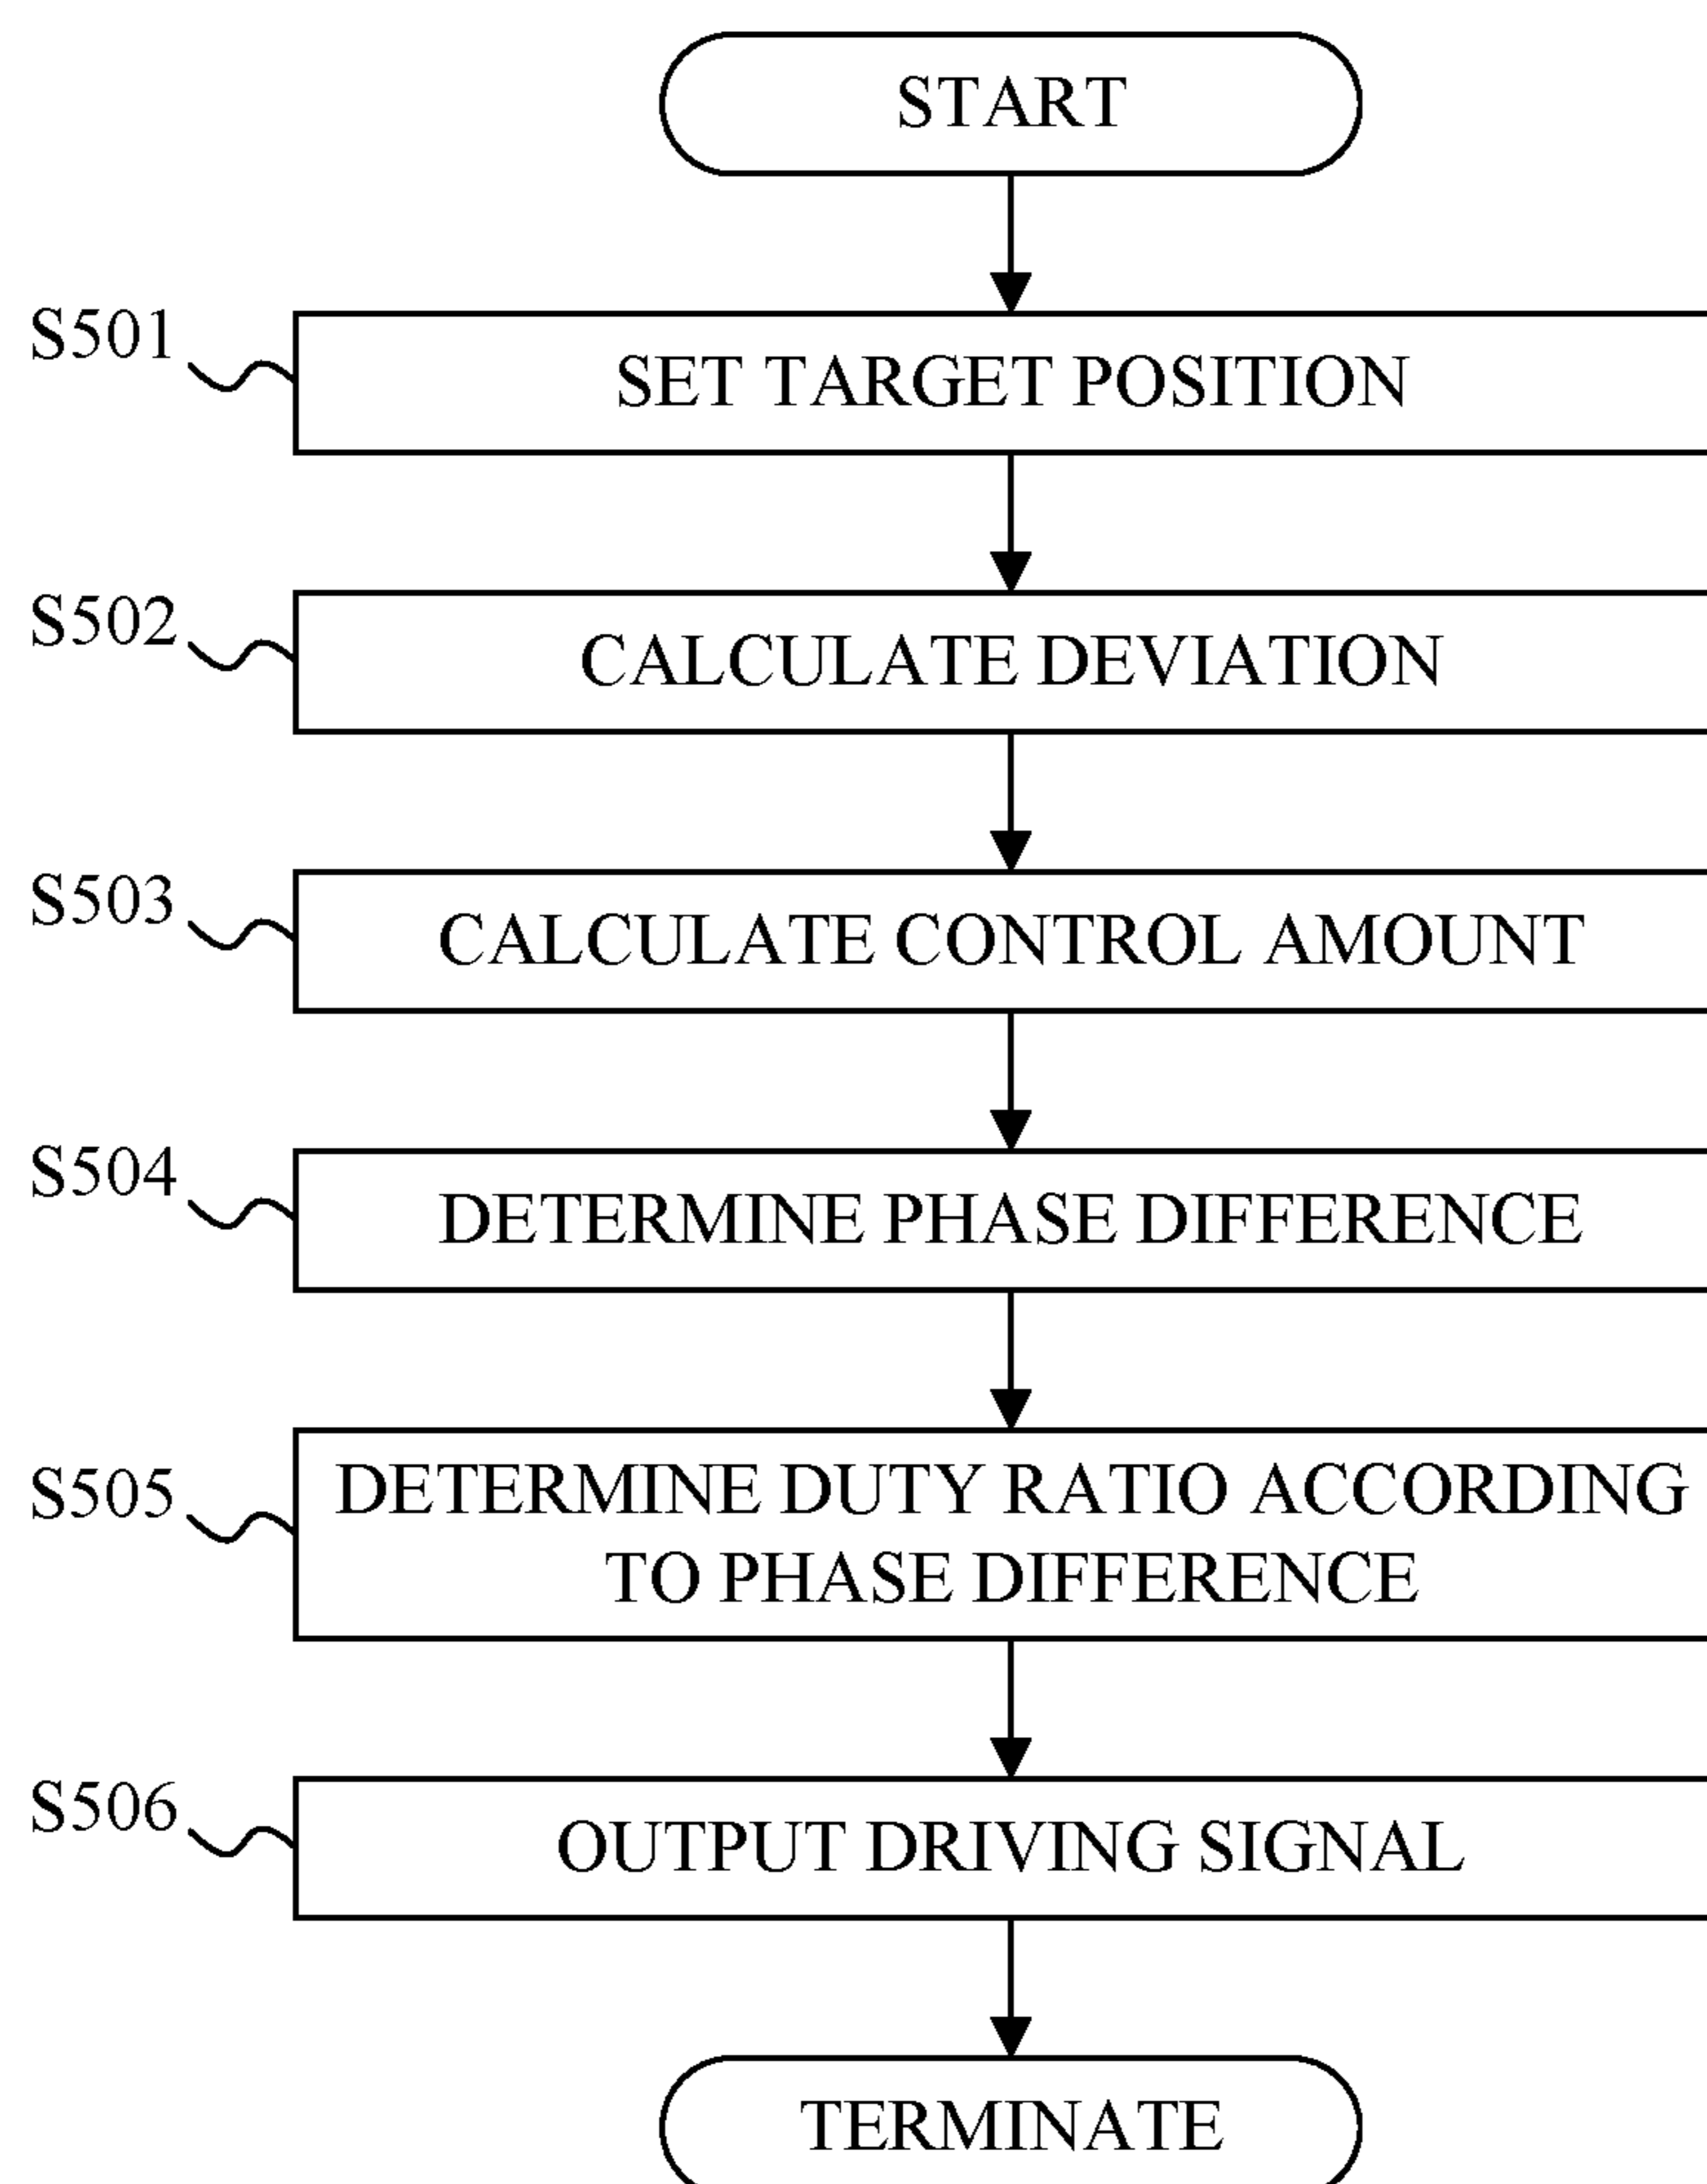 START
S501
SET TARGET POSITION
S502
CALCULATE DEVIATION
S503
CALCULATE CONTROL AMOUNT
S504
DETERMINE PHASE DIFFERENCE
S505
DETERMINE DUTY RATIO ACCORDING
TO PHASE DIFFERENCE
S506
OUTPUT DRIVING SIGNAL
TERMINATE